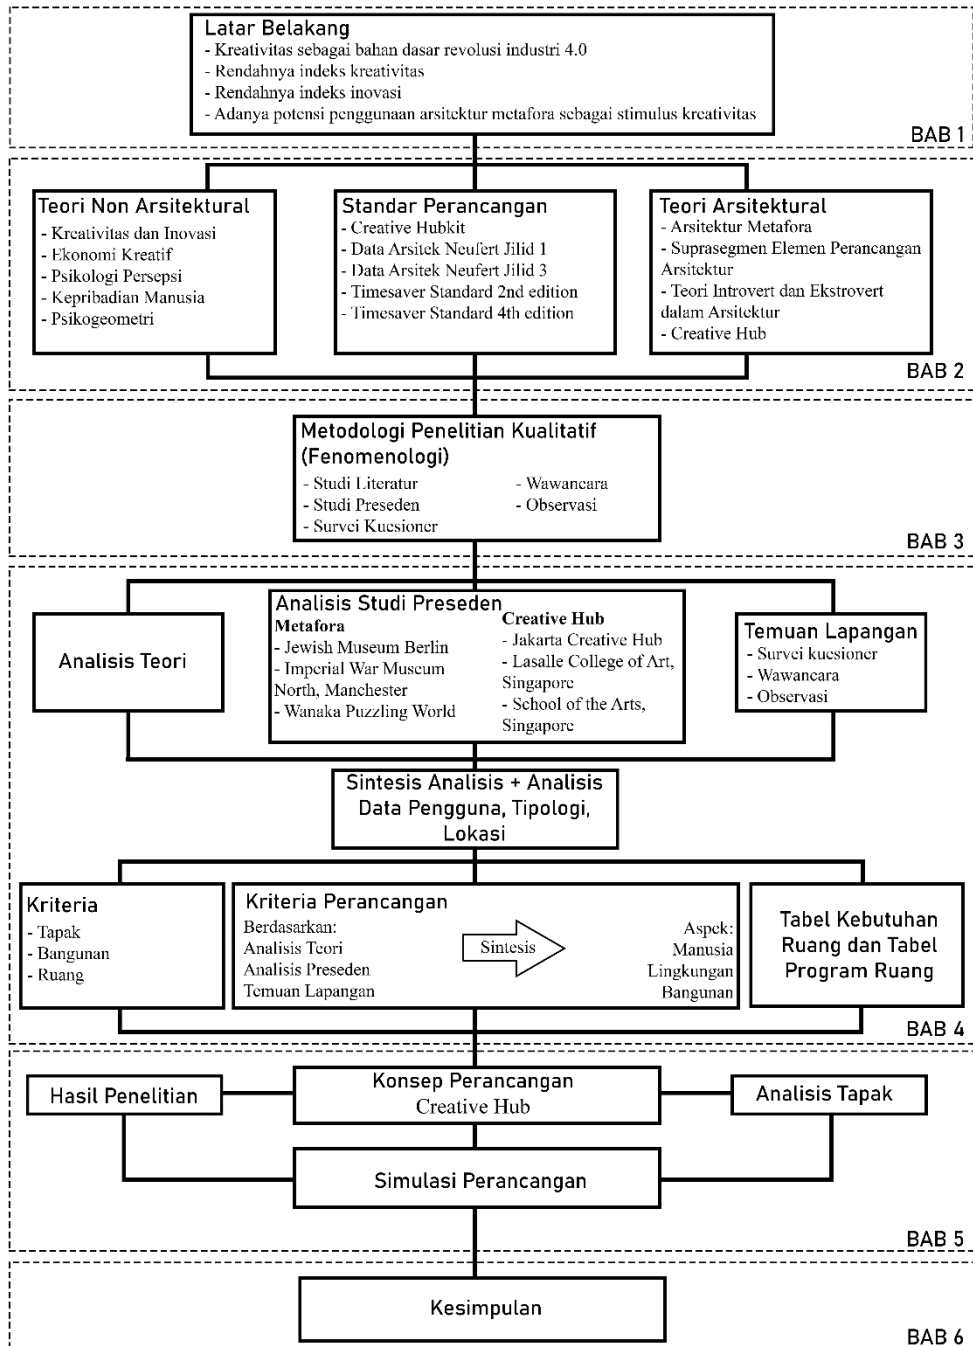 Latar Belakang
- Kreativitas sebagai bahan dasar revolusi industri 4.0
- Rendahnya indeks kreativitas
- Rendahnya indeks inovasi
- Adanya potensi penggunaan arsitektur metafora sebagai stimulus kreativitas
BAB 1
Teori Non Arsitektural
- Kreativitas dan Inovasi
- Ekonomi Kreatif
- Psikologi Persepsi
- Kepribadian Manusia
- Psikogeometri
Standar Perancangan
- Creative Hubkit
- Data Arsitek Neufert Jilid 1
- Data Arsitek Neufert Jilid 3
- Timesaver Standard 2nd edition
- Timesaver Standard 4th edition
Teori Arsitektural
- Arsitektur Metafora
- Suprasegmen Elemen Perancangan
Arsitektur
- Teori Introvert dan Ekstrovert
dalam Arsitektur
- Creative Hub
BAB 2
Metodologi Penelitian Kualitatif
(Fenomenologi)
- Studi Literatur
- Studi Preseden
- Survei Kuesioner
- Wawancara
- Observasi
BAB 3
Analisis Teori
Analisis Studi Preseden
Metafora
- Jewish Museum Berlin
- Imperial War Museum
North, Manchester
- Wanaka Puzzling World
Creative Hub
- Jakarta Creative Hub
- Lasalle College of Art,
Singapore
- School of the Arts,
Singapore
Temuan Lapangan
- Survei kuesioner
- Wawancara
- Observasi
Sintesis Analisis + Analisis
Data Pengguna, Tipologi,
Lokasi
Kriteria
- Tapak
- Bangunan
- Ruang
Kriteria Perancangan
Berdasarkan:
Analisis Teori
Analisis Preseden
Temuan Lapangan
Sintesis
Aspek:
Manusia
Lingkungan
Bangunan
Tabel Kebutuhan
Ruang dan Tabel
Program Ruang
BAB 4
Hasil Penelitian
Konsep Perancangan
Creative Hub
Analisis Tapak
Simulasi Perancangan
BAB 5
Kesimpulan
BAB 6